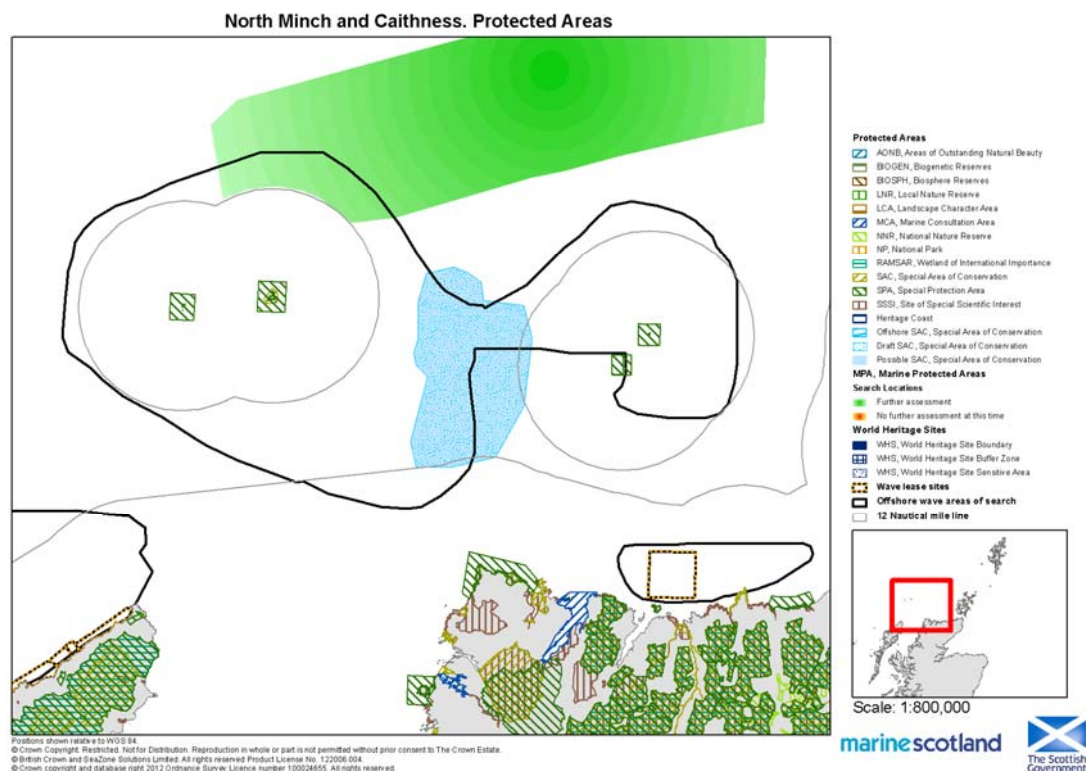 North Minch and Caithness. Protected Areas
Protected Areas
AONB, Areas of Outstanding Natural Beauty
BIOGEN, Biogenetic Reserves
BIOSPH, Biosphere Reserves
LNR, Local Nature Reserve
LCA, Landscape Character Area
MCA, Marine Consultation Area
NNR, National Nature Reserve
NP, National Park
RAMSAR, Wetland of International Importance
SAC, Special Area of Conservation
SPA, Special Protection Area
SSSI, Site of Special Scientific Interest
Heritage Coast
Offshore SAC, Special Area of Conservation
Draft SAC, Special Area of Conservation
Possible SAC, Special Area of Conservation
MPA, Marine Protected Areas
Search Locations
Further assessment
No further assessment at this time
World Heritage Sites
WHS, World Heritage Site Boundary
WHS, World Heritage Site Buffer Zone
WHS, World Heritage Site Sensitive Area
Wave lease sites
Offshore wave areas of search
12 Nautical mile line
Scale: 1:800,000
marinescotland
The Scottish
Government
Positions shown relative to WGS 84.
© Crown Copyright. Restricted. Not for Distribution. Reproduction in whole or part is not permitted without prior consent to The Crown Estate.
© British Crown and SeaZone Solutions Limited. All rights reserved Product License No. 122006.004.
© Crown copyright and database right 2012 Ordnance Survey Licence number 100024655. All rights reserved.